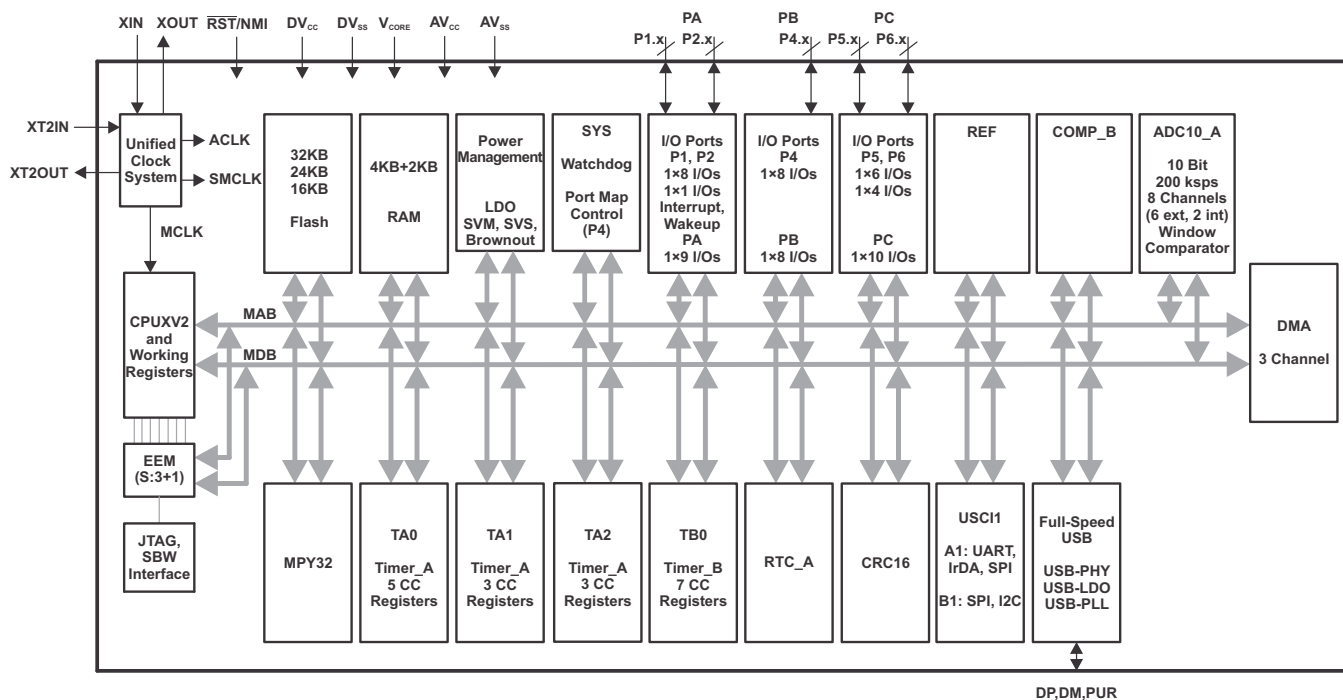 XIN
XOUT
RST/NMI
DVCC
DVSS
VCORE
AVCC
AVSS
PA
P1.x
P2.x
PB
P4.x
PC
P5.x
P6.x
XT2IN
XT2OUT
Unified
Clock
System
ACLK
SMCLK
MCLK
32KB
24KB
16KB
Flash
4KB+2KB
RAM
Power
Management
LDO
SVM, SVS,
Brownout
SYS
Watchdog
Port Map
Control
(P4)
I/O Ports
P1, P2
1×8 I/Os
1×1 I/Os
Interrupt,
Wakeup
PA
1×9 I/Os
I/O Ports
P4
1×8 I/Os
PB
1×8 I/Os
I/O Ports
P5, P6
1×6 I/Os
1×4 I/Os
PC
1×10 I/Os
REF
COMP_B
ADC10_A
10 Bit
200 ksps
8 Channels
(6 ext, 2 int)
Window
Comparator
CPUXV2
and
Working
Registers
MAB
MDB
DMA
3 Channel
EEM
(S:3+1)
JTAG,
SBW
Interface
MPY32
TA0
Timer_A
5 CC
Registers
TA1
Timer_A
3 CC
Registers
TA2
Timer_A
3 CC
Registers
TB0
Timer_B
7 CC
Registers
RTC_A
CRC16
USCI1
A1: UART,
IrDA, SPI
B1: SPI, I2C
Full-Speed
USB
USB-PHY
USB-LDO
USB-PLL
DP,DM,PUR